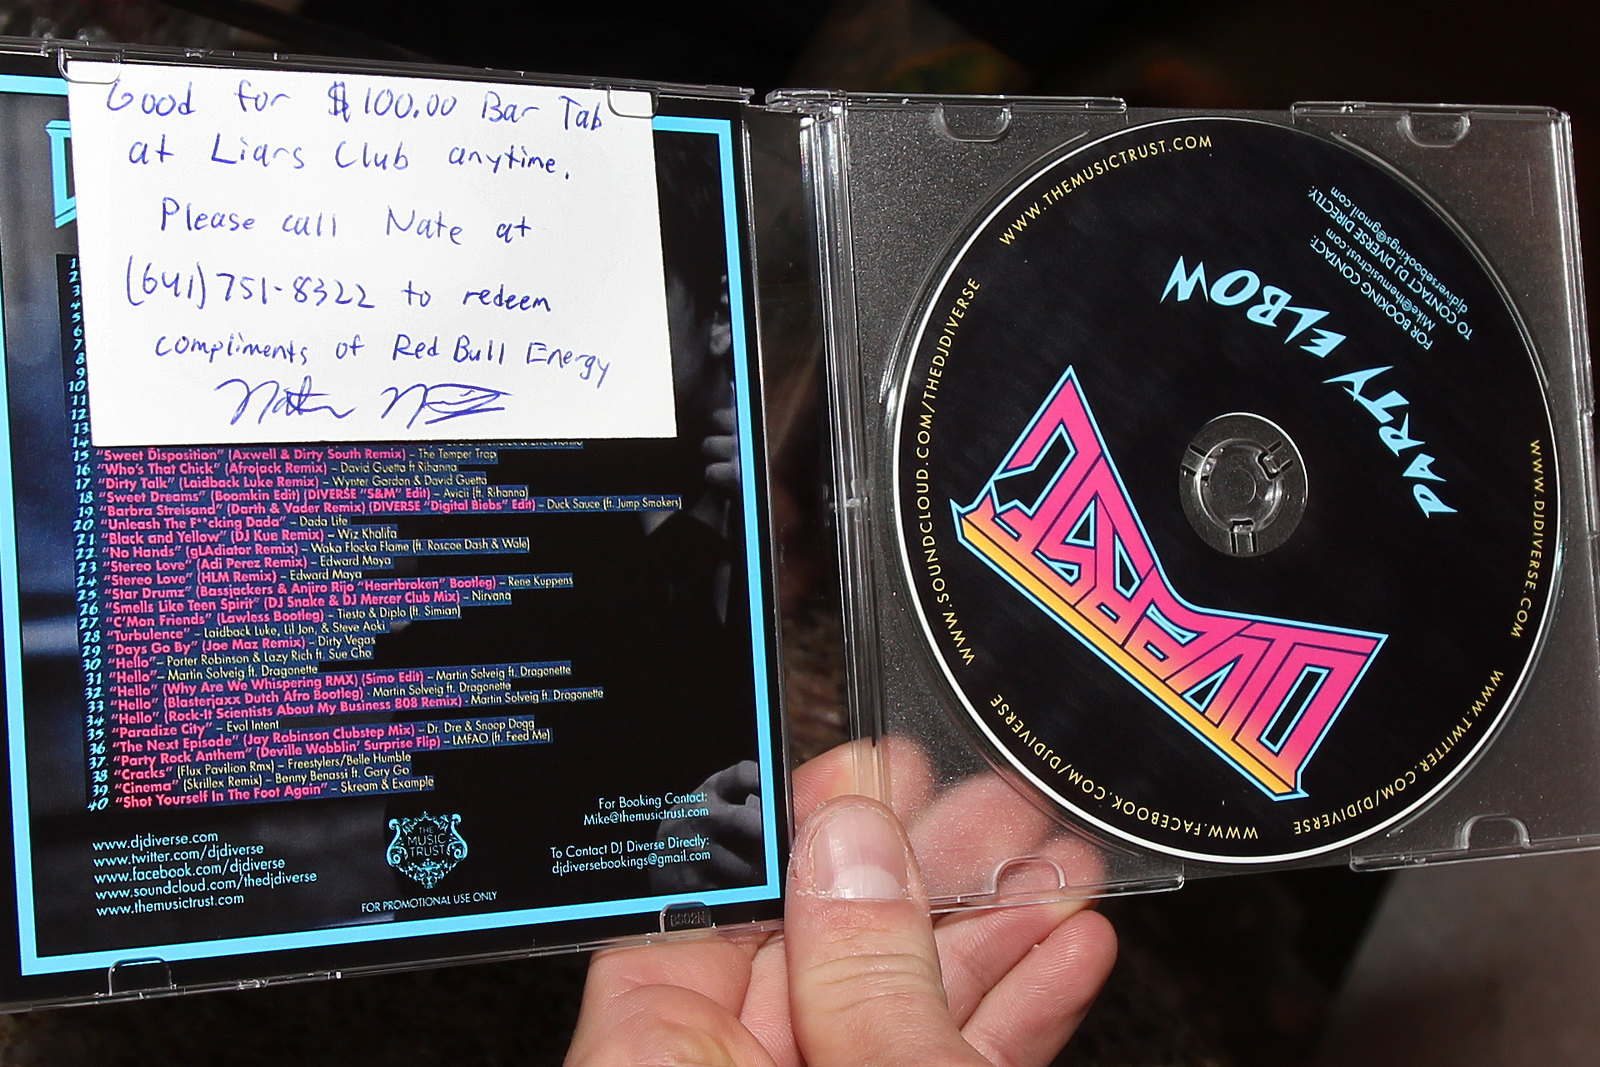 Good for $100.00 Bar Tab
at Liars Club anytime.
Please call Nate at
(641) 751-8322 to redeem
compliments of Red Bull Energy
1
2
3
4
5
6
7
8
9
10
11
12
13
14
15 "Sweet Disposition" (Axwell & Dirty South Remix) – The Temper Trap
16. "Who's That Chick" (Afrojack Remix) – David Guetta ft Rihanna
17. "Dirty Talk" (Laidback Luke Remix) – Wynter Gordon & David Guetta
18. "Sweet Dreams" (Boomkin Edit) (DIVERSE "S&M" Edit) – Avicii (ft. Rihanna)
19. "Barbra Streisand" (Darth & Vader Remix) (DIVERSE "Digital Biebs" Edit) – Duck Sauce (ft. Jump Smokers)
20. "Unleash The F**cking Dada" – Dada Life
21. "Black and Yellow" (DJ Kue Remix) – Wiz Khalifa
22. "No Hands" (gLAdiator Remix) – Waka Flocka Flame (ft. Roscoe Dash & Wale)
23 "Stereo Love" (Adi Perez Remix) – Edward Maya
24. "Stereo Love" (HLM Remix) – Edward Maya
25. "Star Drumz" (Bassjackers & Anjiro Rijo "Heartbroken" Bootleg) – Rene Kuppens
26. "Smells Like Teen Spirit" (DJ Snake & DJ Mercer Club Mix) – Nirvana
27. "C'Mon Friends" (Lawless Bootleg) – Tiesto & Diplo (ft. Simian)
28 "Turbulence" – Laidback Luke, Lil Jon, & Steve Aoki
29. "Days Go By" (Joe Maz Remix) – Dirty Vegas
30. "Hello" – Porter Robinson & Lazy Rich ft. Sue Cho
31. "Hello" – Martin Solveig ft. Dragonette
32. "Hello" (Why Are We Whispering RMX) (Simo Edit) – Martin Solveig ft. Dragonette
33. "Hello" (Blasterjaxx Dutch Afro Bootleg) - Martin Solveig ft. Dragonette
34. "Hello" (Rock-It Scientists About My Business 808 Remix) - Martin Solveig ft. Dragonette
35. "Paradize City" – Evol Intent
36. "The Next Episode" (Jay Robinson Clubstep Mix) – Dr. Dre & Snoop Dogg
37. "Party Rock Anthem" (Deville Wobblin' Surprise Flip) – LMFAO (ft. Feed Me)
38 "Cracks" (Flux Pavilion Rmx) – Freestylers/Belle Humble
39. "Cinema" (Skrillex Remix) – Benny Benassi ft. Gary Go
40 "Shot Yourself In The Foot Again" – Skream & Example
www.djdiverse.com
www.twitter.com/djdiverse
www.facebook.com/djdiverse
www.soundcloud.com/thedjdiverse
www.themusictrust.com
THE
MUSIC
TRUST
FOR PROMOTIONAL USE ONLY
For Booking Contact:
Mike@themusictrust.com
To Contact DJ Diverse Directly:
djdiversebookings@gmail.com
WWW.THEMUSICTRUST.COM
WWW.SOUNDCLOUD.COM/THEDJDIVERSE
WWW.FACEBOOK.COM/DJDIVERSE
WWW.TWITTER.COM/DJDIVERSE
WWW.DJDIVERSE.COM
FOR BOOKING CONTACT:
Mike@themusictrust.com
TO CONTACT DJ DIVERSE DIRECTLY:
djdiversebookings@gmail.com
PARTY ELBOW
DIVERSE